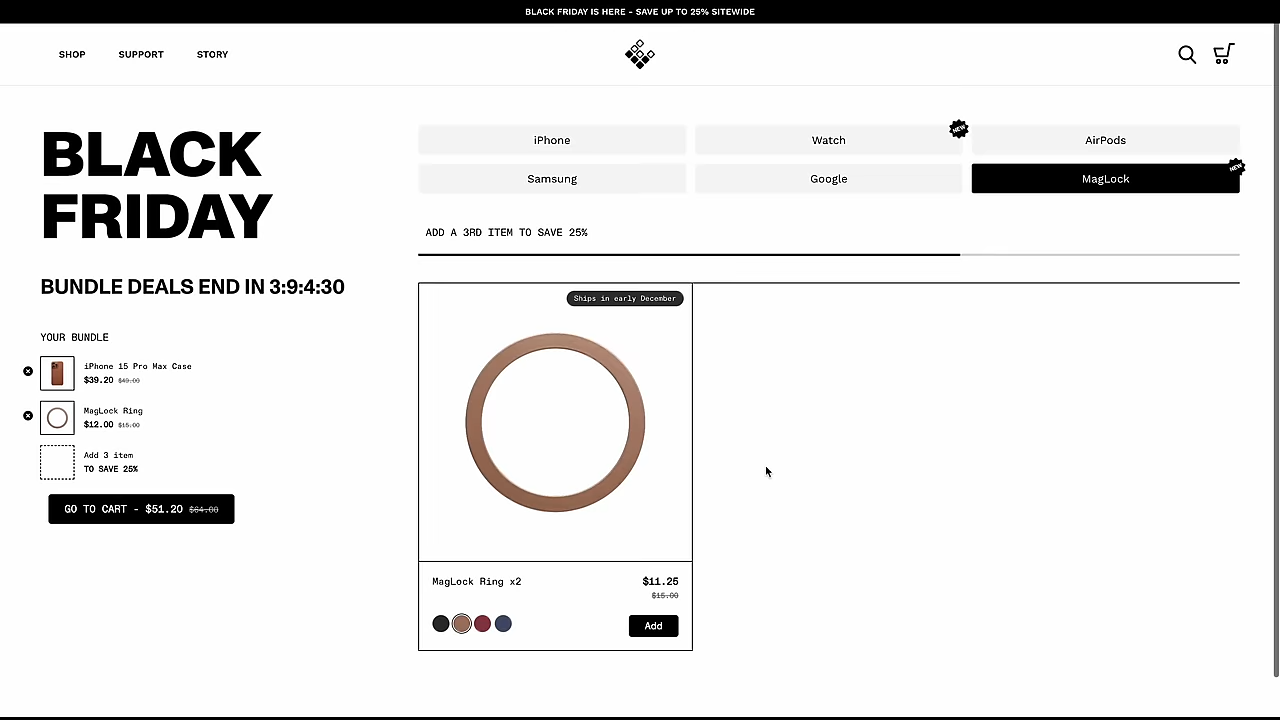 BLACK FRIDAY IS HERE - SAVE UP TO 25% SITEWIDE
SHOP
SUPPORT
STORY
BLACK
FRIDAY
BUNDLE DEALS END IN 3:9:4:30
YOUR BUNDLE
iPhone 15 Pro Max Case
$39.20 $49.00
MagLock Ring
$12.00 $15.00
Add 3 item
TO SAVE 25%
GO TO CART - $51.20 $64.00
iPhone
Watch
NEW
AirPods
Samsung
Google
MagLock
NEW
ADD A 3RD ITEM TO SAVE 25%
Ships in early December
MagLock Ring x2
$11.25
$15.00
Add